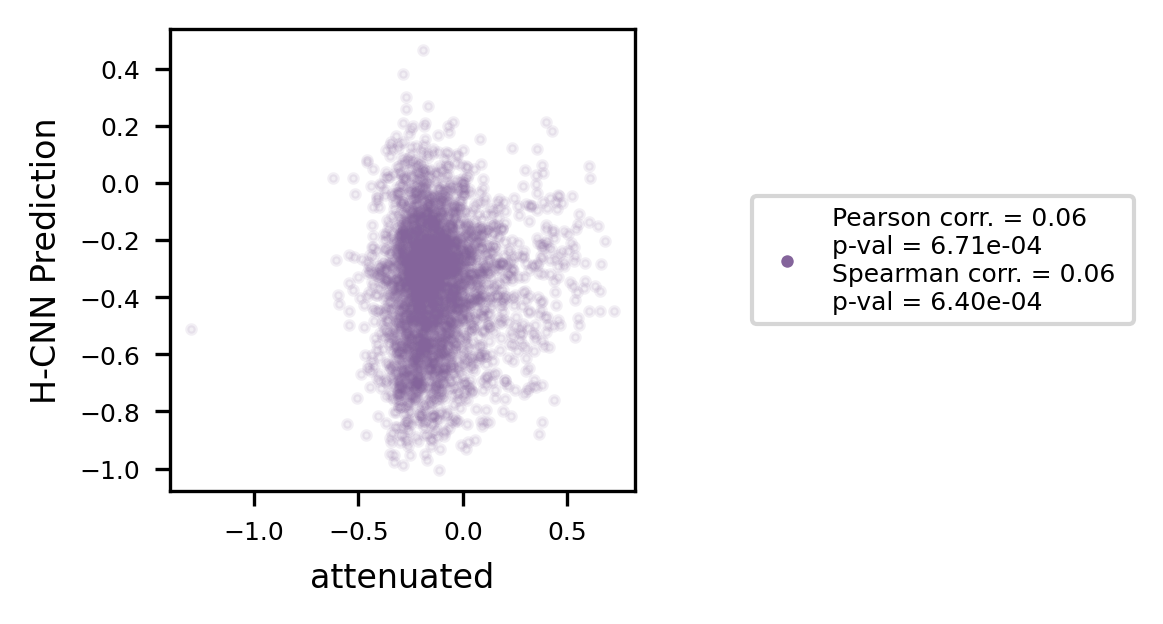 H-CNN Prediction
0.4
0.2
0.0
−0.2
−0.4
−0.6
−0.8
−1.0
−1.0 −0.5 0.0 0.5
attenuated
Pearson corr. = 0.06
p-val = 6.71e-04
Spearman corr. = 0.06
p-val = 6.40e-04